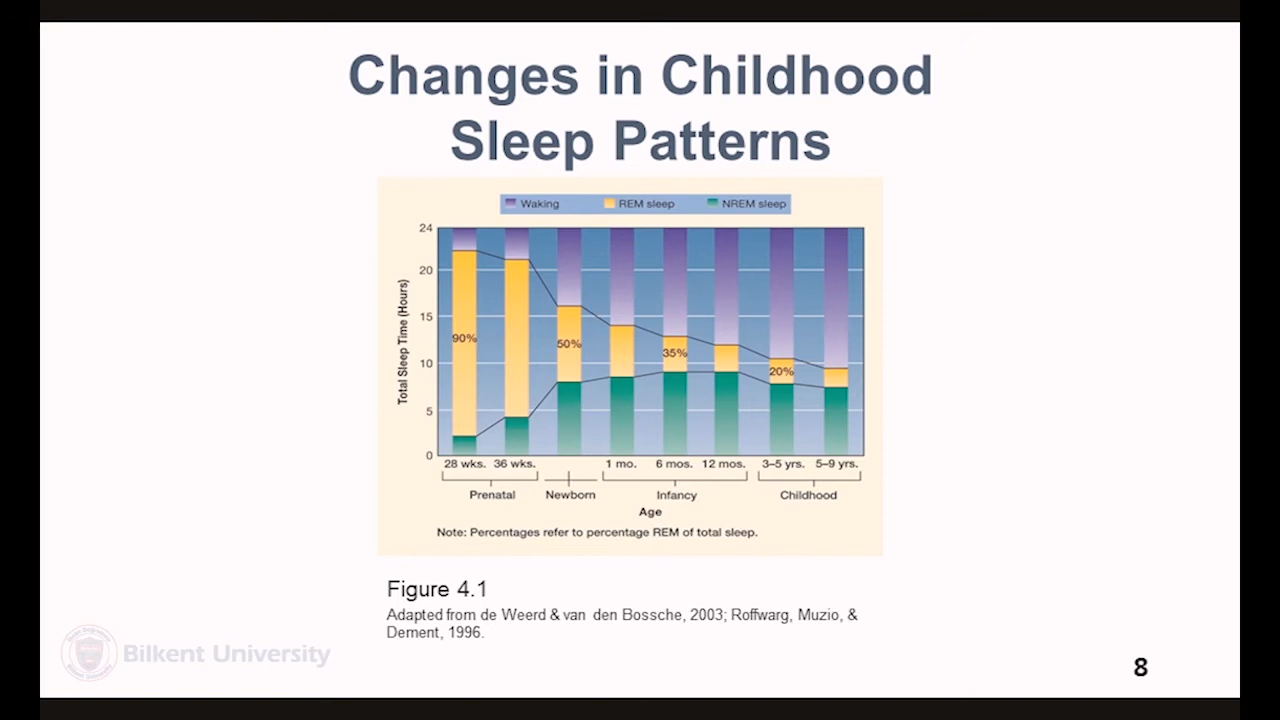 Changes in Childhood
Sleep Patterns
Waking REM sleep NREM sleep
Total Sleep Time (Hours)
24
20
15
10
5
0
90%
50%
35%
20%
28 wks. 36 wks. 1 mo. 6 mos. 12 mos. 3–5 yrs. 5–9 yrs.
Prenatal Newborn Infancy Childhood
Age
Note: Percentages refer to percentage REM of total sleep.
Figure 4.1
Adapted from de Weerd & van den Bossche, 2003; Roffwarg, Muzio, &
Dement, 1996.
Bilkent University
8